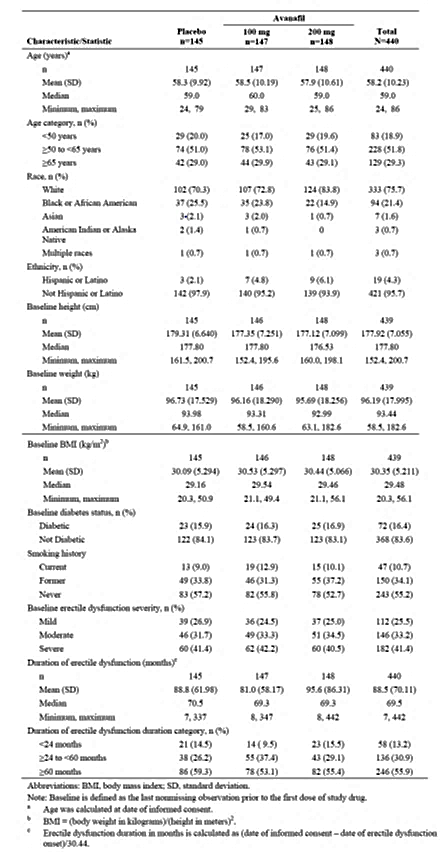 Avanafil
Characteristic/Statistic Placebo n=145 100 mg n=147 200 mg n=148 Total N=440
Age (years)a
n 145 147 148 440
Mean (SD) 58.3 (9.92) 58.5 (10.19) 57.9 (10.61) 58.2 (10.23)
Median 59.0 60.0 59.0 59.0
Minimum, maximum 24, 79 29, 83 25, 86 24, 86
Age category, n (%)
<50 years 29 (20.0) 25 (17.0) 29 (19.6) 83 (18.9)
≥50 to <65 years 74 (51.0) 78 (53.1) 76 (51.4) 228 (51.8)
≥65 years 42 (29.0) 44 (29.9) 43 (29.1) 129 (29.3)
Race, n (%)
White 102 (70.3) 107 (72.8) 124 (83.8) 333 (75.7)
Black or African American 37 (25.5) 35 (23.8) 22 (14.9) 94 (21.4)
Asian 3 (2.1) 3 (2.0) 1 (0.7) 7 (1.6)
American Indian or Alaska 2 (1.4) 1 (0.7) 0 3 (0.7)
Native
Multiple races 1 (0.7) 1 (0.7) 1 (0.7) 3 (0.7)
Ethnicity, n (%)
Hispanic or Latino 3 (2.1) 7 (4.8) 9 (6.1) 19 (4.3)
Not Hispanic or Latino 142 (97.9) 140 (95.2) 139 (93.9) 421 (95.7)
Baseline height (cm)
n 145 146 148 439
Mean (SD) 179.31 (6.640) 177.35 (7.251) 177.12 (7.099) 177.92 (7.055)
Median 177.80 177.80 176.53 177.80
Minimum, maximum 161.5, 200.7 152.4, 195.6 160.0, 198.1 152.4, 200.7
Baseline weight (kg)
n 145 146 148 439
Mean (SD) 96.73 (17.529) 96.16 (18.290) 95.69 (18.256) 96.19 (17.995)
Median 93.98 93.31 92.99 93.44
Minimum, maximum 64.9, 161.0 58.5, 160.6 63.1, 182.6 58.5, 182.6
Baseline BMI (kg/m²)b
n 145 146 148 439
Mean (SD) 30.09 (5.294) 30.53 (5.297) 30.44 (5.066) 30.35 (5.211)
Median 29.16 29.54 29.46 29.48
Minimum, maximum 20.3, 50.9 21.1, 49.4 21.1, 56.1 20.3, 56.1
Baseline diabetes status, n (%)
Diabetic 23 (15.9) 24 (16.3) 25 (16.9) 72 (16.4)
Not Diabetic 122 (84.1) 123 (83.7) 123 (83.1) 368 (83.6)
Smoking history
Current 13 (9.0) 19 (12.9) 15 (10.1) 47 (10.7)
Former 49 (33.8) 46 (31.3) 55 (37.2) 150 (34.1)
Never 83 (57.2) 82 (55.8) 78 (52.7) 243 (55.2)
Baseline erectile dysfunction severity, n (%)
Mild 39 (26.9) 36 (24.5) 37 (25.0) 112 (25.5)
Moderate 46 (31.7) 49 (33.3) 51 (34.5) 146 (33.2)
Severe 60 (41.4) 62 (42.2) 60 (40.5) 182 (41.4)
Duration of erectile dysfunction (months)c
n 145 147 148 440
Mean (SD) 88.8 (61.98) 81.0 (58.17) 95.6 (86.31) 88.5 (70.11)
Median 70.5 69.3 69.3 69.5
Minimum, maximum 7, 337 8, 347 8, 442 7, 442
Duration of erectile dysfunction duration category, n (%)
<24 months 21 (14.5) 14 ( 9.5) 23 (15.5) 58 (13.2)
≥24 to <60 months 38 (26.2) 55 (37.4) 43 (29.1) 136 (30.9)
≥60 months 86 (59.3) 78 (53.1) 82 (55.4) 246 (55.9)
Abbreviations: BMI, body mass index; SD, standard deviation.
Note: Baseline is defined as the last nonmissing observation prior to the first dose of study drug.
a Age was calculated at date of informed consent.
b BMI = (body weight in kilograms)/(height in meters)².
c Erectile dysfunction duration in months is calculated as (date of informed consent – date of erectile dysfunction
onset)/30.44.